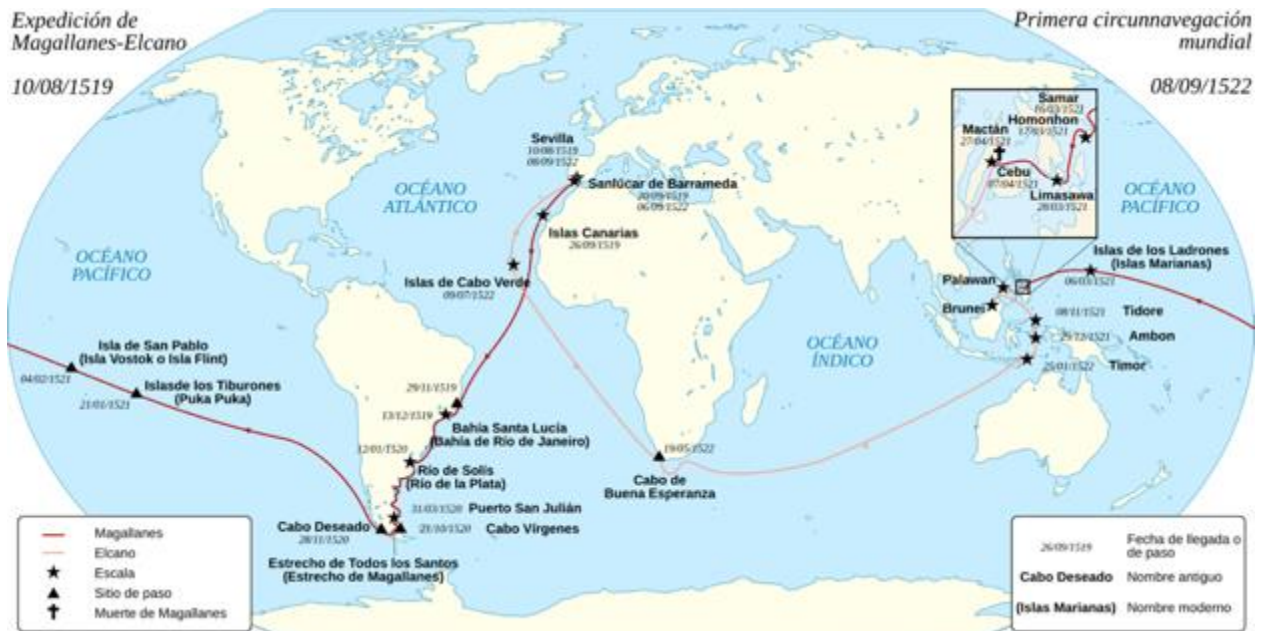 Expedición de
Magallanes-Elcano
10/08/1519
Primera circunnavegación
mundial
08/09/1522
Samar
16/03/1521
Homonhon
17/03/1521
Mactán
27/04/1521
Cebu
07/04/1521
Limasawa
28/03/1521
Sevilla
10/08/1519
08/09/1522
Sanlúcar de Barrameda
20/09/1519
06/09/1522
OCÉANO
ATLÁNTICO
OCÉANO
PACÍFICO
Islas Canarias
26/09/1519
OCÉANO
PACÍFICO
Islas de los Ladrones
(Islas Marianas)
06/03/1521
Islas de Cabo Verde
09/07/1522
Palawan
Brunei
08/11/1521
Tidore
29/12/1521
Ambon
25/01/1522
Timor
OCÉANO
ÍNDICO
Isla de San Pablo
(Isla Vostok o Isla Flint)
04/02/1521
Islasde los Tiburones
(Puka Puka)
21/01/1521
29/11/1519
13/12/1519
Bahía Santa Lucía
(Bahía de Río de Janeiro)
12/01/1520
Río de Solís
(Río de la Plata)
19/05/1522
Cabo de
Buena Esperanza
31/03/1520
Puerto San Julián
Cabo Deseado
28/11/1520
21/10/1520
Cabo Vírgenes
Estrecho de Todos los Santos
(Estrecho de Magallanes)
Magallanes
Elcano
Escala
Sitio de paso
Muerte de Magallanes
26/09/1519
Fecha de llegada o
de paso
Cabo Deseado
Nombre antiguo
(Islas Marianas)
Nombre moderno